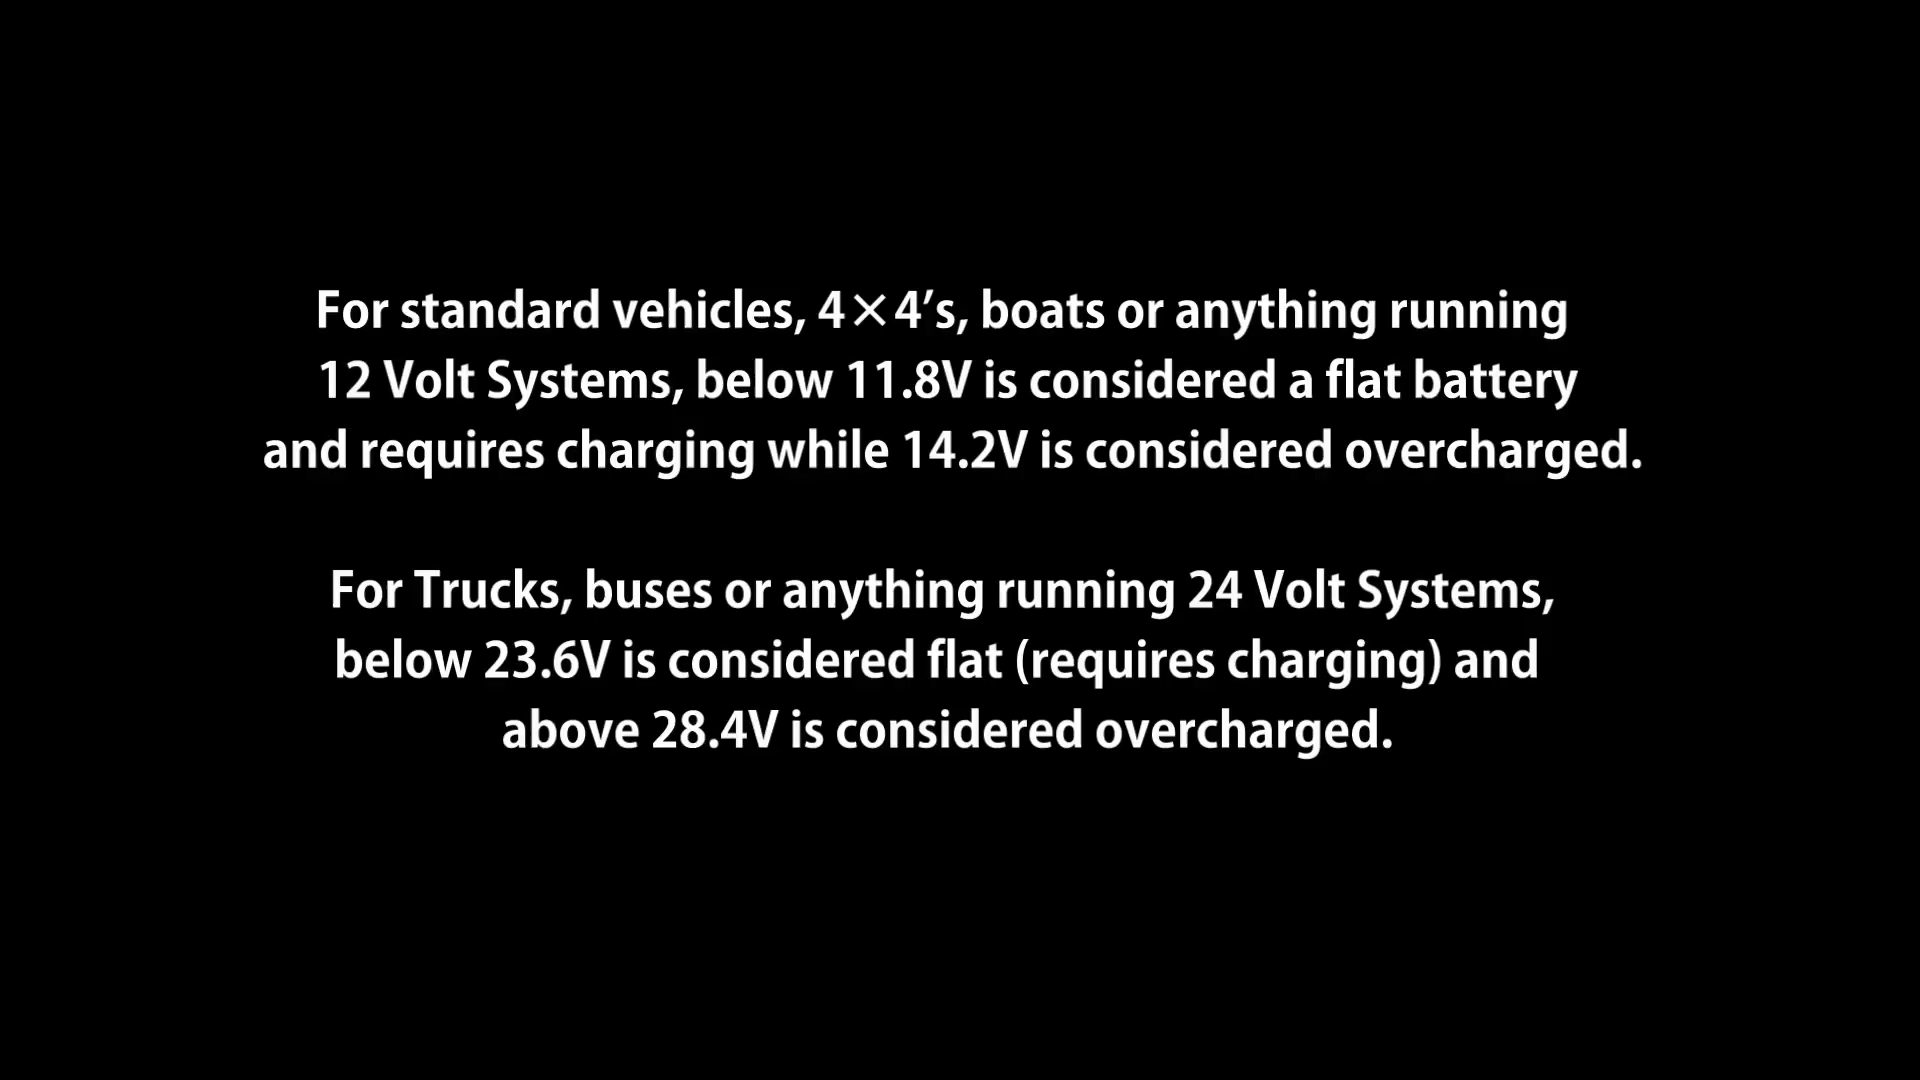 For standard vehicles, 4×4’s, boats or anything running
12 Volt Systems, below 11.8V is considered a flat battery
and requires charging while 14.2V is considered overcharged.
For Trucks, buses or anything running 24 Volt Systems,
below 23.6V is considered flat (requires charging) and
above 28.4V is considered overcharged.